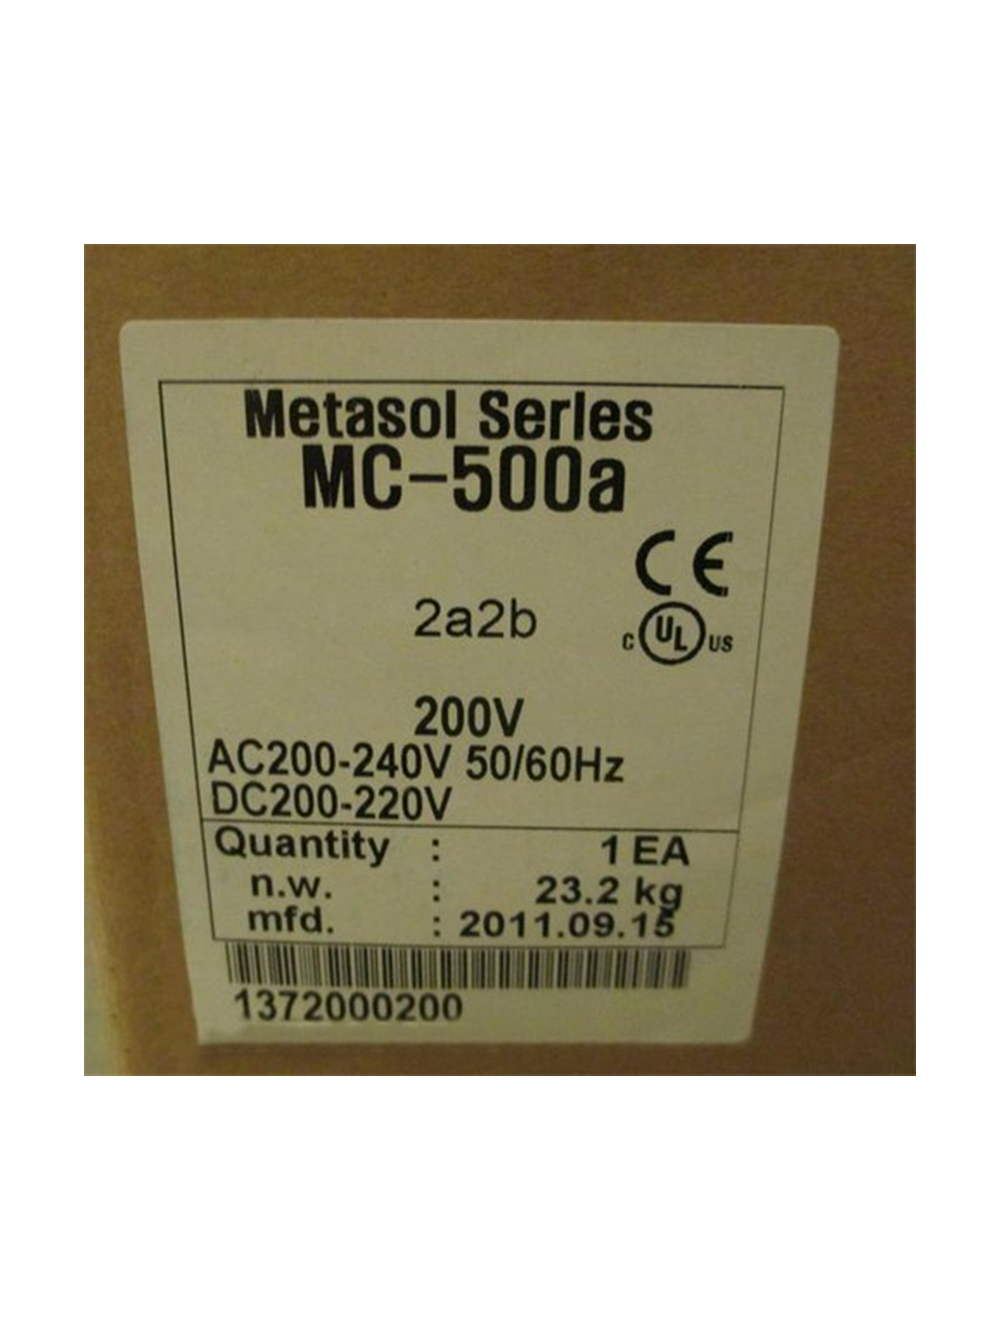 Metasol Series
MC-500a
CE
2a2b
C UL US
200V
AC200-240V 50/60Hz
DC200-220V
Quantity : 1 EA
n.w. : 23.2 kg
mfd. : 2011.09.15
1372000200